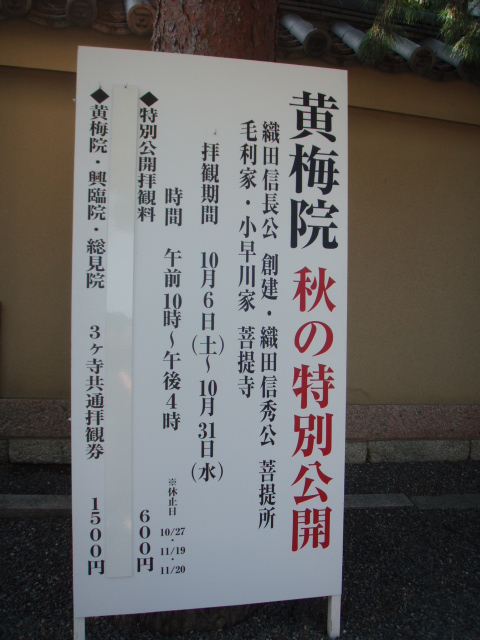 黄梅院 秋の特別公開
織田信長公 創建・織田信秀公 菩提所
毛利家・小早川家 菩提寺
拝観期間 10月6日(土)〜10月31日(水)
時間 午前10時〜午後4時
※休止日 10/27・11/19・11/20
◆特別公開拝観料 600円
◆黄梅院・興臨院・総見院 3ヶ寺共通拝観券 1500円